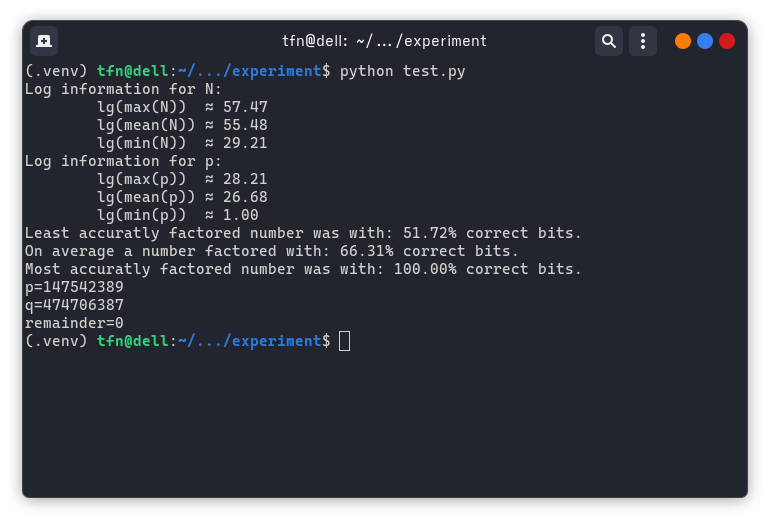 tfn@dell: ~/.../experiment
(.venv) tfn@dell:~/.../experiment$ python test.py
Log information for N:
lg(max(N)) ≈ 57.47
lg(mean(N)) ≈ 55.48
lg(min(N)) ≈ 29.21
Log information for p:
lg(max(p)) ≈ 28.21
lg(mean(p)) ≈ 26.68
lg(min(p)) ≈ 1.00
Least accuratly factored number was with: 51.72% correct bits.
On average a number factored with: 66.31% correct bits.
Most accuratly factored number was with: 100.00% correct bits.
p=147542389
q=474706387
remainder=0
(.venv) tfn@dell:~/.../experiment$